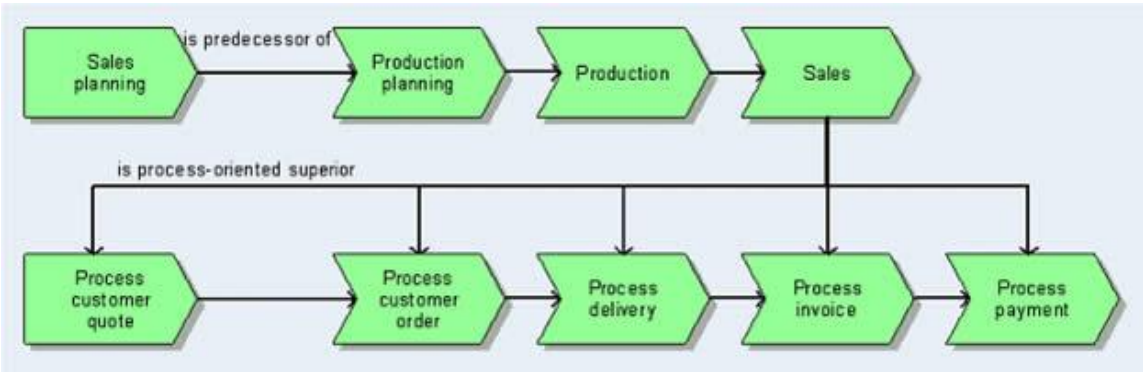 is predecessor of
Sales
planning
Production
planning
Production
Sales
is process-oriented superior
Process
customer
quote
Process
customer
order
Process
delivery
Process
invoice
Process
payment